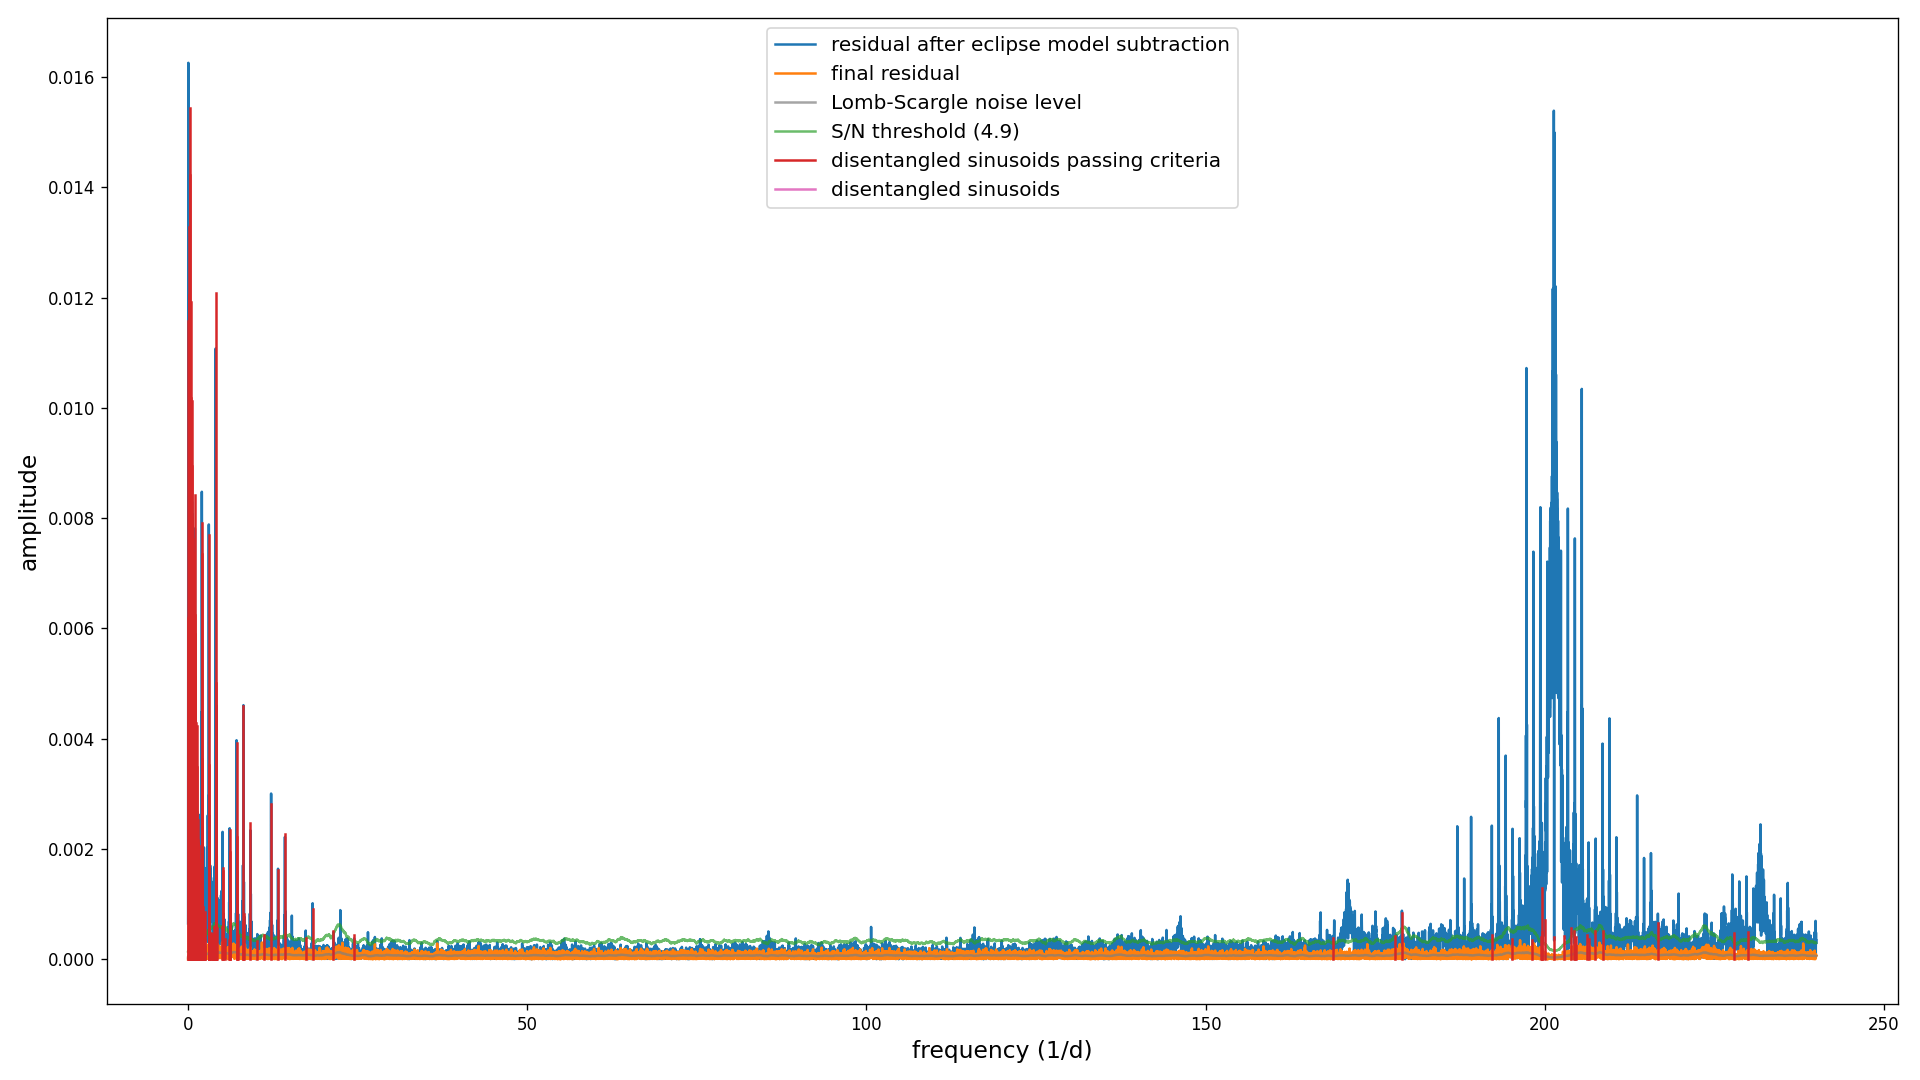 residual after eclipse model subtraction
final residual
Lomb-Scargle noise level
S/N threshold (4.9)
disentangled sinusoids passing criteria
disentangled sinusoids
0.016
0.014
0.012
0.010
0.008
0.006
0.004
0.002
0.000
amplitude
0 50 100 150 200 250
frequency (1/d)